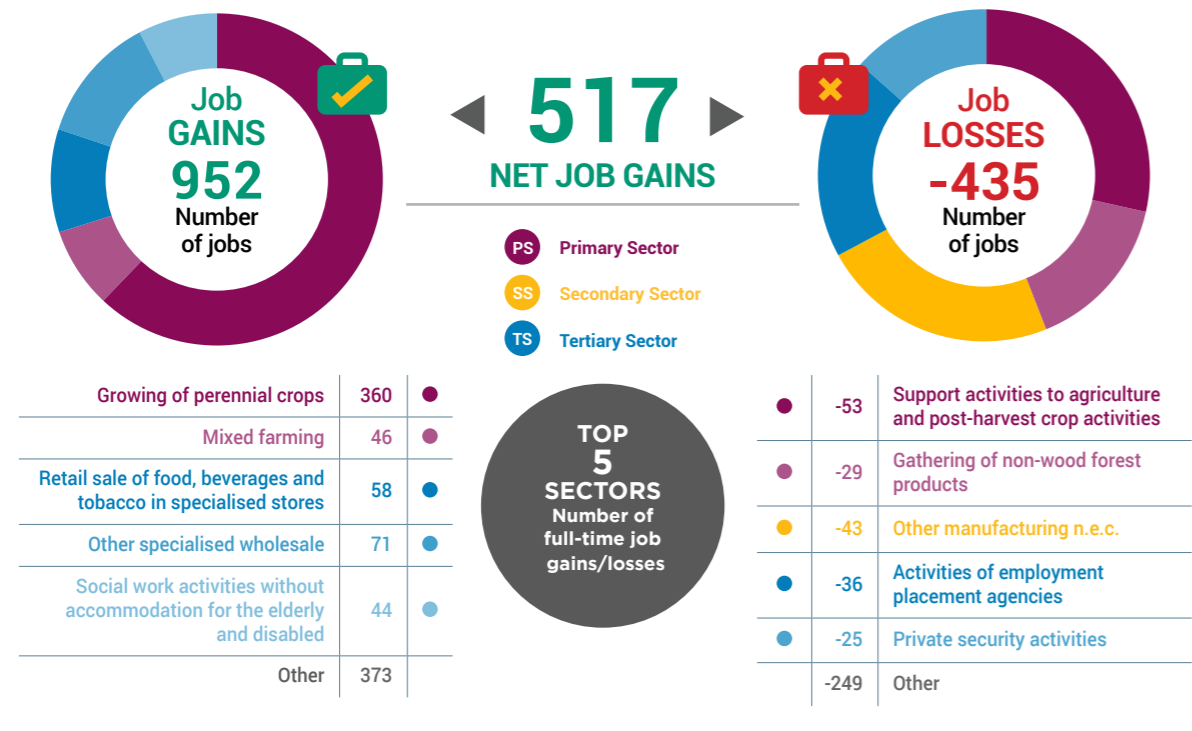 Job
GAINS
952
Number
of jobs
517
NET JOB GAINS
Job
LOSSES
-435
Number
of jobs
PS Primary Sector
SS Secondary Sector
TS Tertiary Sector
Growing of perennial crops 360
Mixed farming 46
Retail sale of food, beverages and
tobacco in specialised stores 58
Other specialised wholesale 71
Social work activities without
accommodation for the elderly 44
and disabled
Other 373
TOP
5
SECTORS
Number of
full-time job
gains/losses
-53 Support activities to agriculture
and post-harvest crop activities
-29 Gathering of non-wood forest
products
-43 Other manufacturing n.e.c.
-36 Activities of employment
placement agencies
-25 Private security activities
-249 Other